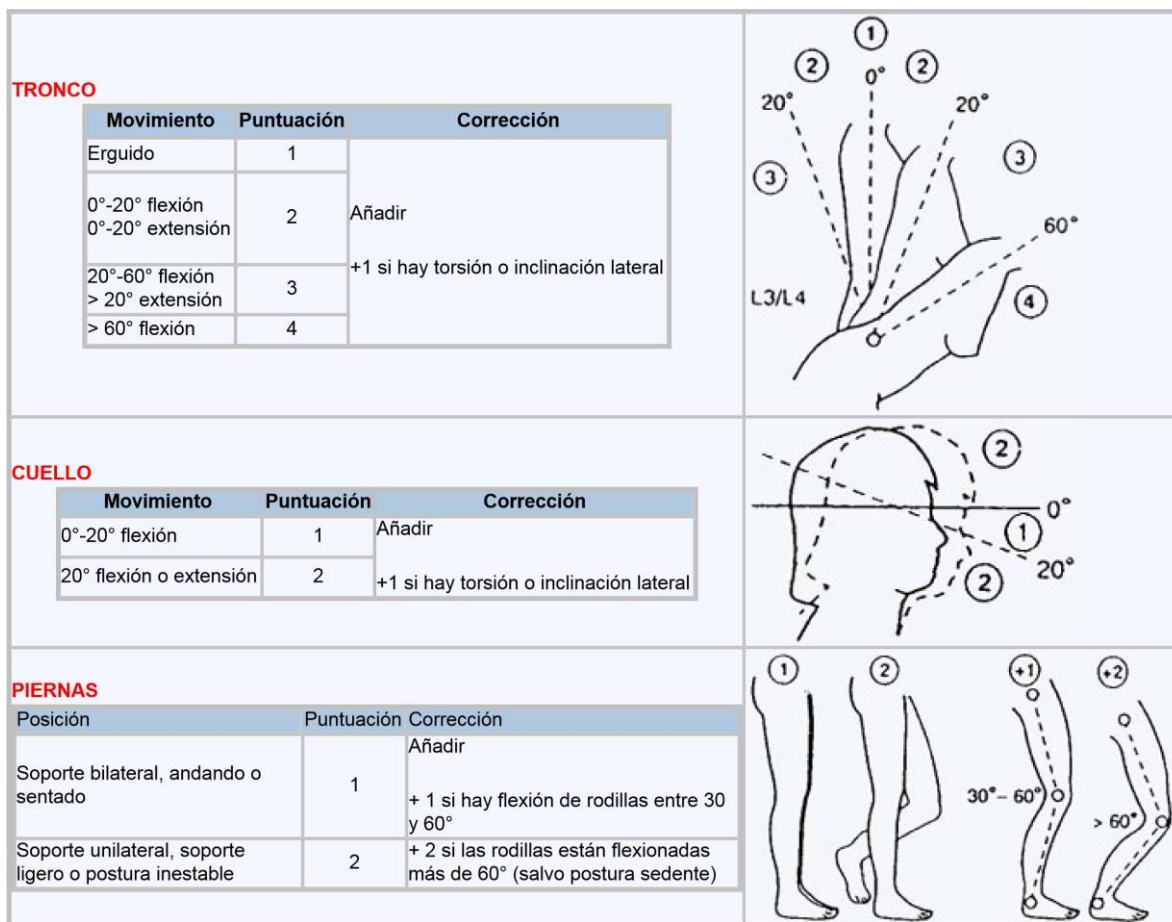 TRONCO
Movimiento Puntuación Corrección
Erguido 1
0°-20° flexión
0°-20° extensión
2
Añadir
+1 si hay torsión o inclinación lateral
20°-60° flexión
> 20° extensión
3
> 60° flexión 4
1
2 0° 2
20° 20°
3 3
60°
L3/L4
4
CUELLO
Movimiento Puntuación Corrección
0°-20° flexión 1
Añadir
20° flexión o extensión 2
+1 si hay torsión o inclinación lateral
2
0°
1
20°
2
PIERNAS
Posición Puntuación Corrección
Soporte bilateral, andando o
sentado
1
Añadir
+ 1 si hay flexión de rodillas entre 30
y 60°
Soporte unilateral, soporte
ligero o postura inestable
2
+ 2 si las rodillas están flexionadas
más de 60° (salvo postura sedente)
1 2 +1 +2
30°– 60°
> 60°